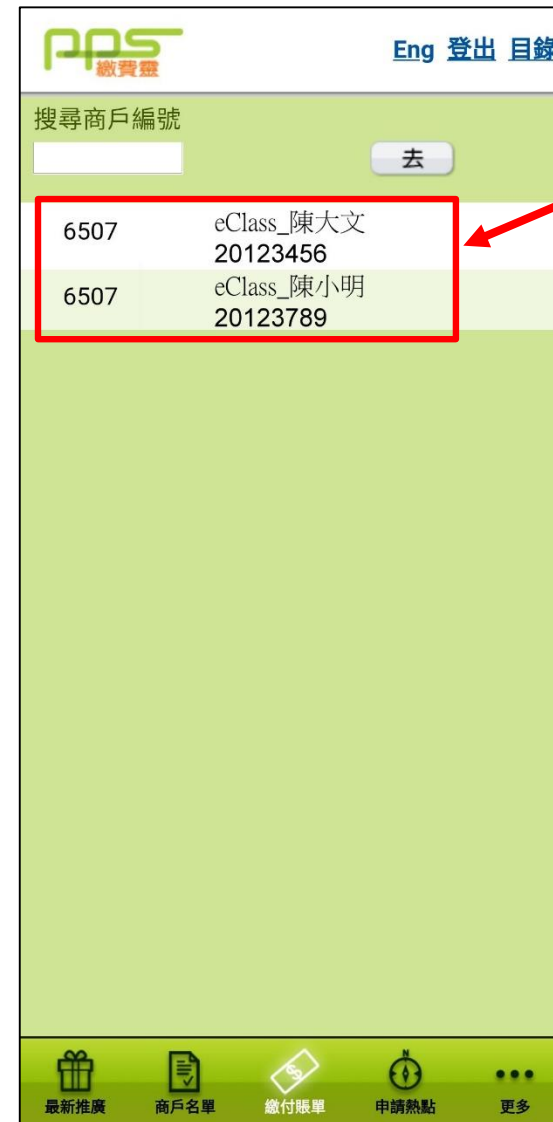 pps
繳費靈
Eng 登出 目錄
搜尋商戶編號
去
6507 eClass_陳大文
20123456
6507 eClass_陳小明
20123789
最新推廣 商戶名單 繳付賬單 申請熱點 更多